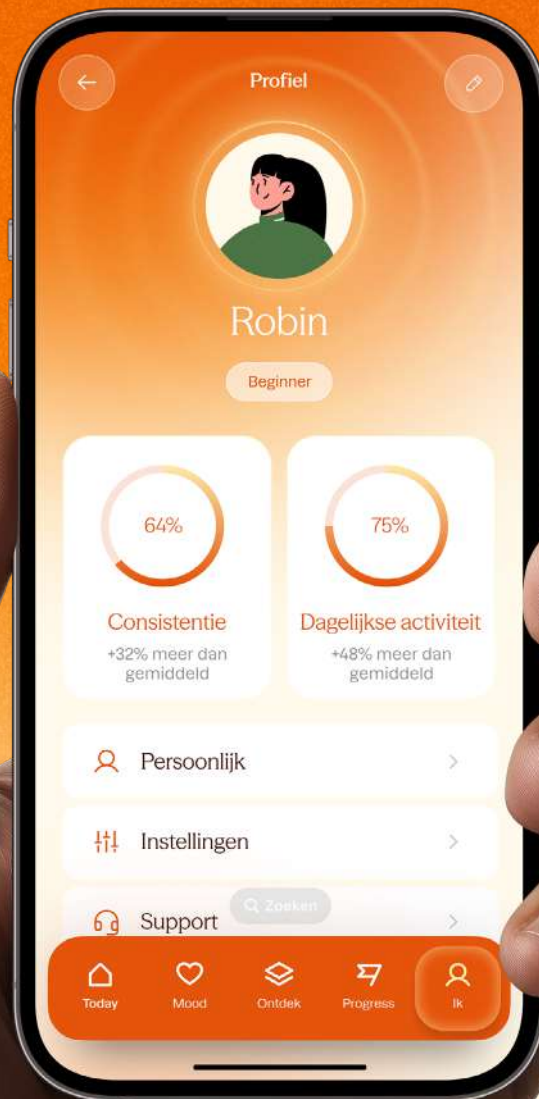 Profiel
Robin
Beginner
64%
75%
Consistentie
Dagelijkse activiteit
+32% meer dan
gemiddeld
+48% meer dan
gemiddeld
Persoonlijk
Instellingen
Zoeken
Support
Today
Mood
Ontdek
Progress
Ik